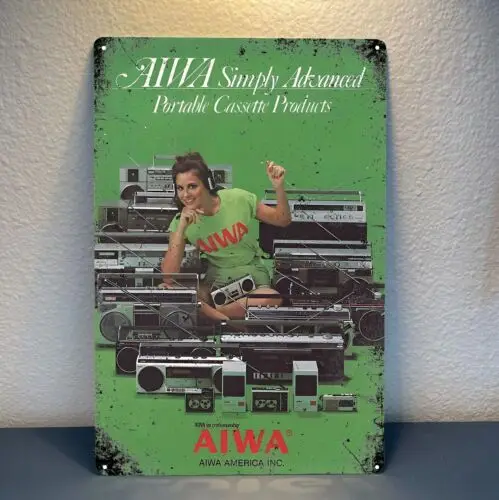 AIWA Simply Advanced
Portable Cassette Products
AIWA
AIWA
AIWA AMERICA INC.